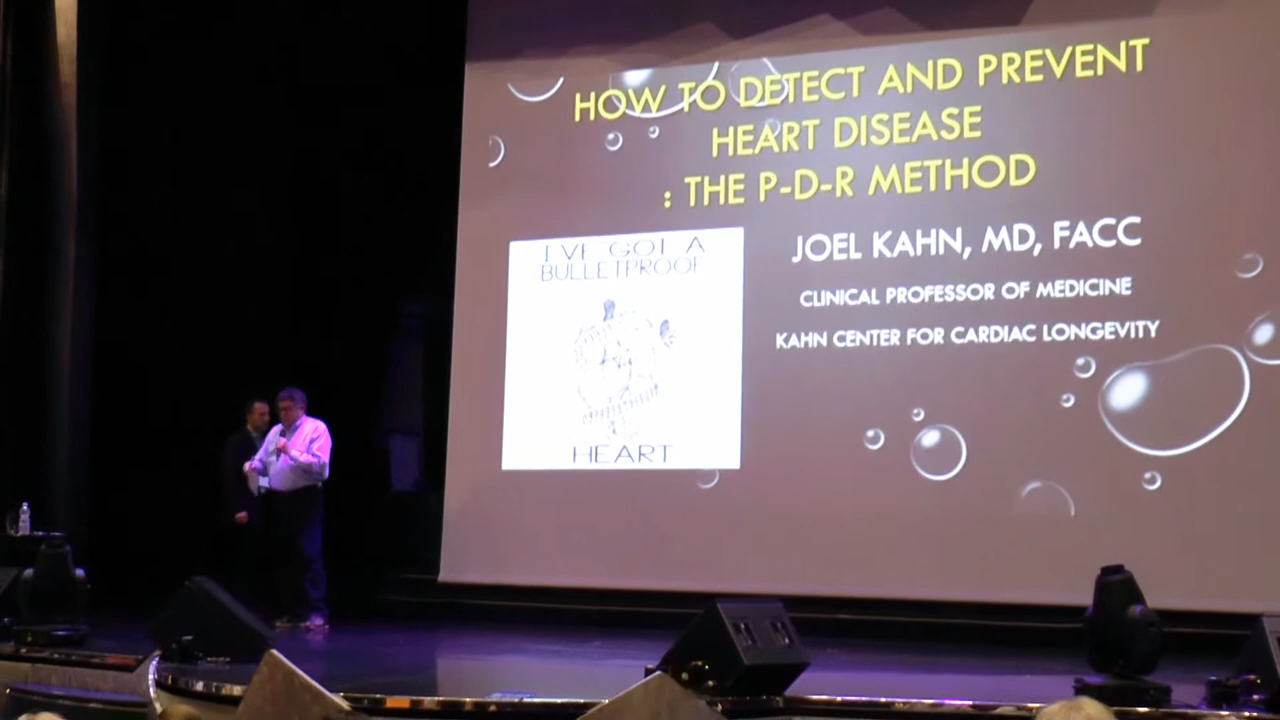 HOW TO DETECT AND PREVENT
HEART DISEASE
: THE P-D-R METHOD
JOEL KAHN, MD, FACC
CLINICAL PROFESSOR OF MEDICINE
KAHN CENTER FOR CARDIAC LONGEVITY
I'VE GOT A
BULLETPROOF
HEART